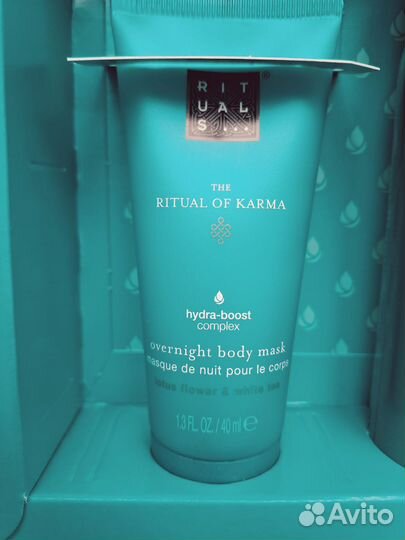 RIT
UAL
S...
®
THE
RITUAL OF KARMA
hydra-boost
complex
overnight body mask
masque de nuit pour le corps
lotus flower & white tea
1.3 FL. OZ. / 40 ml e
Avito